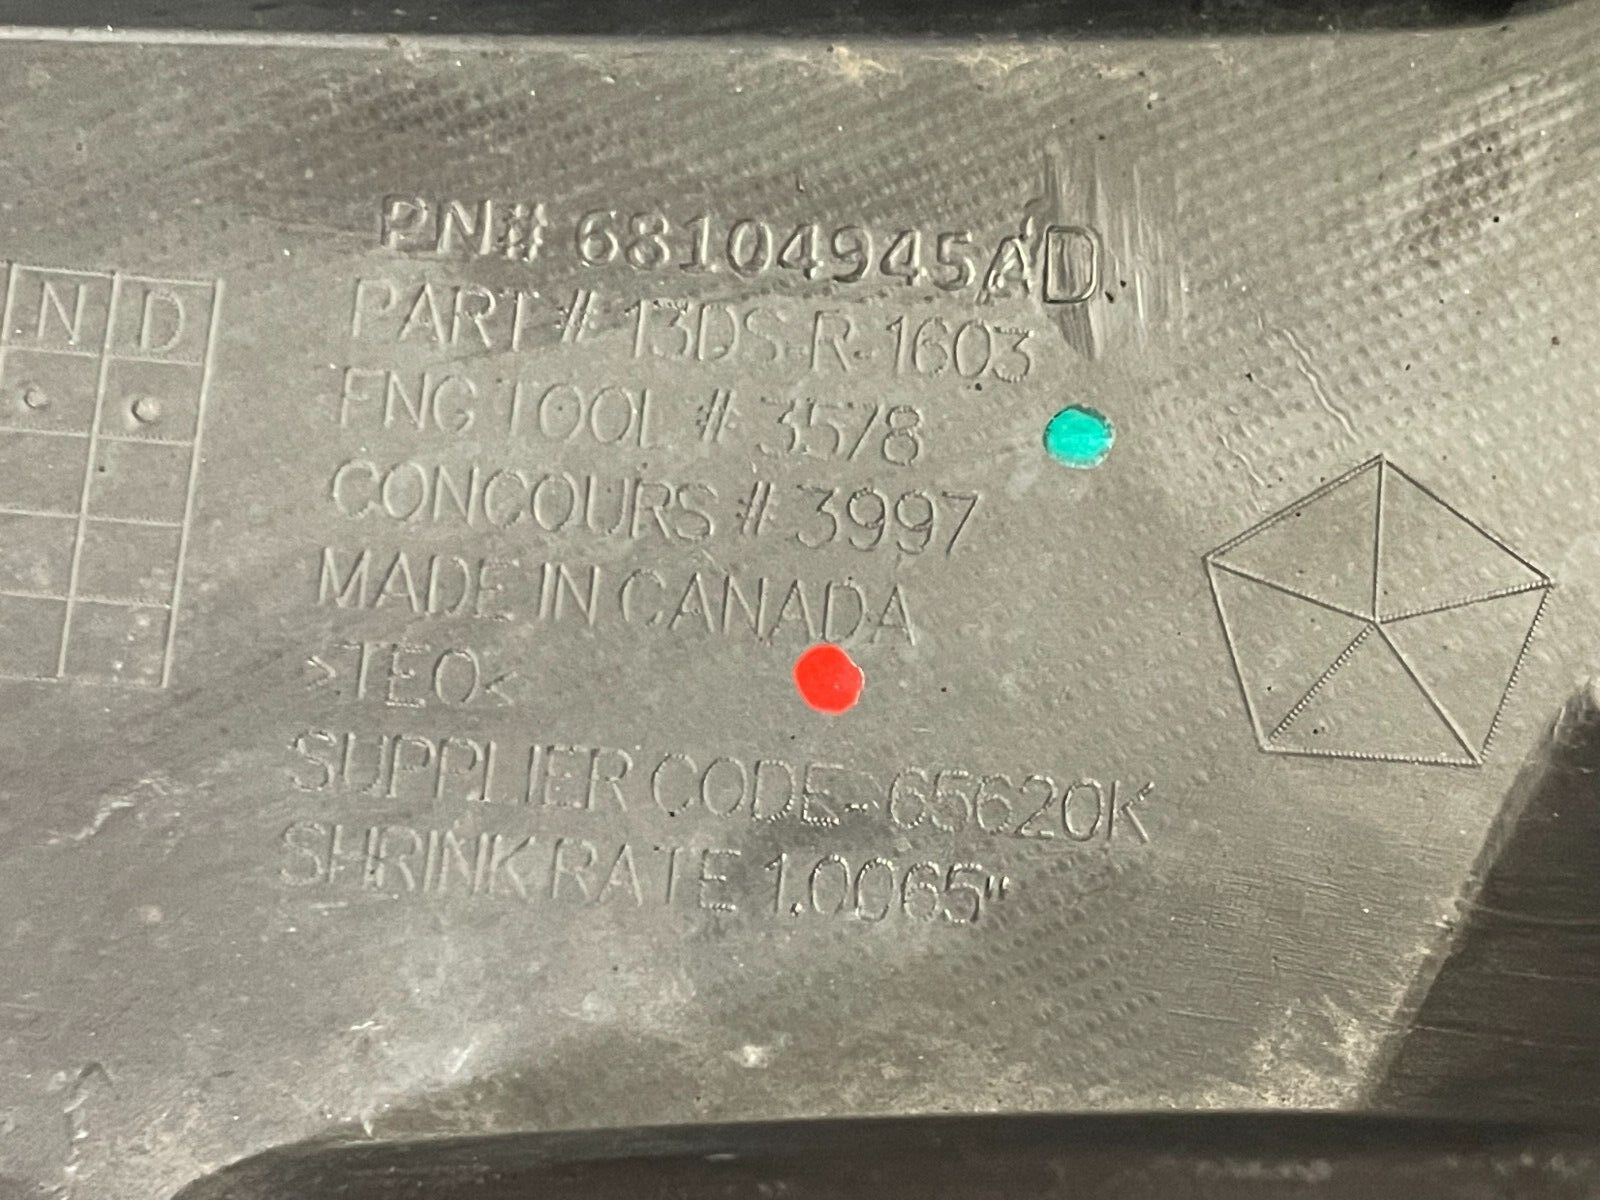 N D
PN# 68104945AD
PART # 13DS-R-1603
ENG TOOL # 3578
CONCOURS # 3997
MADE IN CANADA
>TEO<
SUPPLIER CODE-65620K
SHRINK RATE 1.0065"